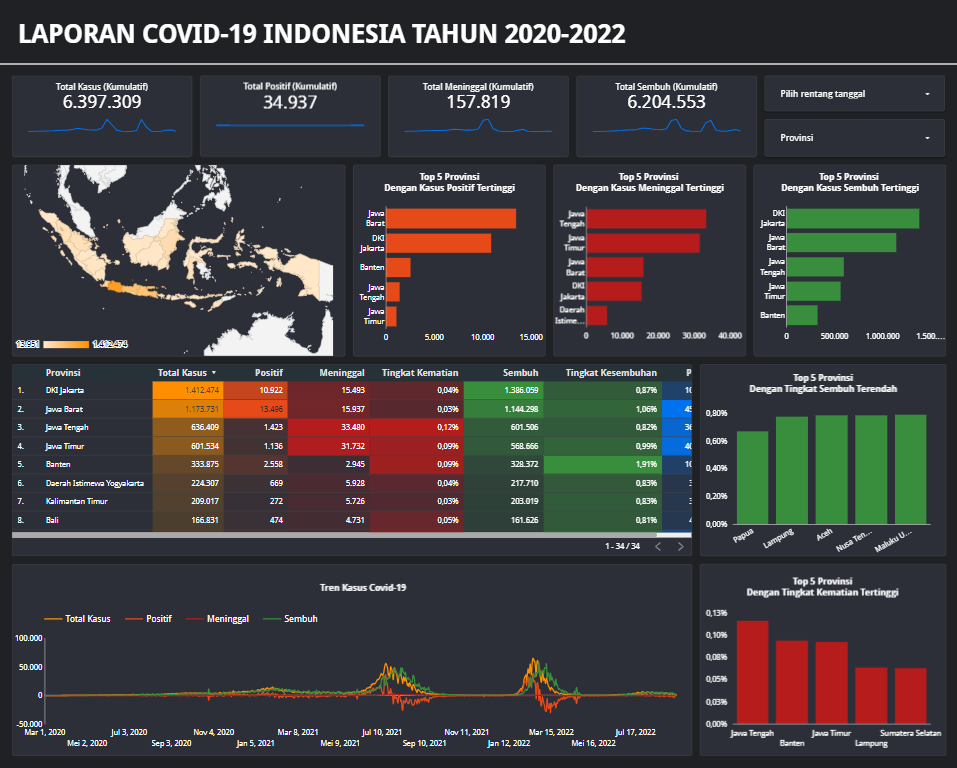 LAPORAN COVID-19 INDONESIA TAHUN 2020-2022
Total Kasus (Kumulatif)
6.397.309
Total Positif (Kumulatif)
34.937
Total Meninggal (Kumulatif)
157.819
Total Sembuh (Kumulatif)
6.204.553
Pilih rentang tanggal
Provinsi
Top 5 Provinsi
Dengan Kasus Positif Tertinggi
Jawa
Barat
DKI
Jakarta
Banten
Jawa
Tengah
Jawa
Timur
0 5.000 10.000 15.000
Top 5 Provinsi
Dengan Kasus Meninggal Tertinggi
Jawa
Tengah
Jawa
Timur
Jawa
Barat
DKI
Jakarta
Daerah
Istime...
0 10.000 20.000 30.000 40.000
Top 5 Provinsi
Dengan Kasus Sembuh Tertinggi
DKI
Jakarta
Jawa
Barat
Jawa
Tengah
Jawa
Timur
Banten
0 500.000 1.000.000 1.500....
Provinsi Total Kasus Positif Meninggal Tingkat Kematian Sembuh Tingkat Kesembuhan P
1. DKI Jakarta 1.412.474 10.922 15.493 0,04% 1.386.059 0,87% 10
2. Jawa Barat 1.173.731 13.496 15.937 0,03% 1.144.298 1,06% 45
3. Jawa Tengah 636.409 1.423 33.480 0,12% 601.506 0,82% 36
4. Jawa Timur 601.534 1.136 31.732 0,09% 568.666 0,99% 40
5. Banten 333.875 2.558 2.945 0,09% 328.372 1,91% 10
6. Daerah Istimewa Yogyakarta 224.307 669 5.928 0,04% 217.710 0,83% 3
7. Kalimantan Timur 209.017 272 5.726 0,03% 203.019 0,83% 3
8. Bali 166.831 474 4.731 0,05% 161.626 0,81% 4
1 - 34 / 34
Top 5 Provinsi
Dengan Tingkat Sembuh Terendah
0,80%
0,60%
0,40%
0,20%
0,00%
Papua Lampung Aceh Nusa Ten... Maluku U...
Tren Kasus Covid-19
Total Kasus Positif Meninggal Sembuh
100.000
50.000
0
-50.000
Mar 1, 2020 Jul 3, 2020 Nov 4, 2020 Mar 8, 2021 Jul 10, 2021 Nov 11, 2021 Mar 15, 2022 Jul 17, 2022
Mei 2, 2020 Sep 3, 2020 Jan 5, 2021 Mei 9, 2021 Sep 10, 2021 Jan 12, 2022 Mei 16, 2022
Top 5 Provinsi
Dengan Tingkat Kematian Tertinggi
0,13%
0,10%
0,08%
0,05%
0,03%
0,00%
Jawa Tengah Jawa Timur Sumatera Selatan
Banten Lampung